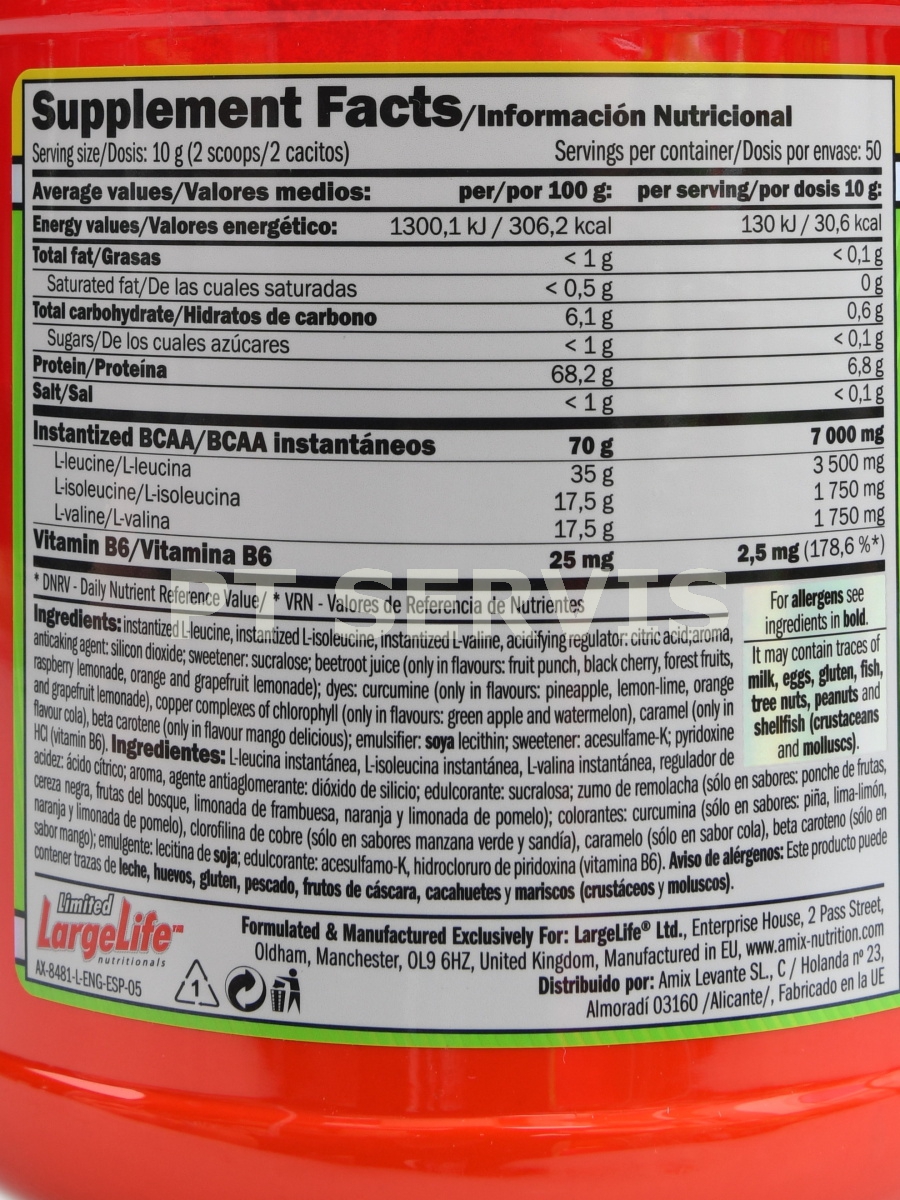 Supplement Facts/Información Nutricional
Serving size/Dosis: 10 g (2 scoops/2 cacitos) Servings per container/Dosis por envase: 50
Average values/Valores medios: per/por 100 g: per serving/por dosis 10 g:
Energy values/Valores energético: 1300,1 kJ / 306,2 kcal 130 kJ / 30,6 kcal
Total fat/Grasas < 1 g < 0,1 g
Saturated fat/De las cuales saturadas < 0,5 g 0 g
Total carbohydrate/Hidratos de carbono 6,1 g 0,6 g
Sugars/De los cuales azúcares < 1 g < 0,1 g
Protein/Proteína 68,2 g 6,8 g
Salt/Sal < 1 g < 0,1 g
Instantized BCAA/BCAA instantáneos 70 g 7 000 mg
L-leucine/L-leucina 35 g 3 500 mg
L-isoleucine/L-isoleucina 17,5 g 1 750 mg
L-valine/L-valina 17,5 g 1 750 mg
Vitamin B6/Vitamina B6 25 mg 2,5 mg (178,6 %*)
* DNRV - Daily Nutrient Reference Value/ * VRN - Valores de Referencia de Nutrientes
PT SERVIS
Ingredients: instantized L-leucine, instantized L-isoleucine, instantized L-valine, acidifying regulator: citric acid;aroma,
anticaking agent: silicon dioxide; sweetener: sucralose; beetroot juice (only in flavours: fruit punch, black cherry, forest fruits,
raspberry lemonade, orange and grapefruit lemonade); dyes: curcumine (only in flavours: pineapple, lemon-lime, orange
and grapefruit lemonade), copper complexes of chlorophyll (only in flavours: green apple and watermelon), caramel (only in
flavour cola), beta carotene (only in flavour mango delicious); emulsifier: soya lecithin; sweetener: acesulfame-K; pyridoxine
HCl (vitamin B6). Ingredientes: L-leucina instantánea, L-isoleucina instantánea, L-valina instantánea, regulador de
acidez: ácido cítrico; aroma, agente antiaglomerante: dióxido de silicio; edulcorante: sucralosa; zumo de remolacha (sólo en sabores: ponche de frutas,
cereza negra, frutas del bosque, limonada de frambuesa, naranja y limonada de pomelo); colorantes: curcumina (sólo en sabores: piña, lima-limón,
naranja y limonada de pomelo), clorofilina de cobre (sólo en sabores manzana verde y sandía), caramelo (sólo en sabor cola), beta caroteno (sólo en
sabor mango); emulgente: lecitina de soja; edulcorante: acesulfamo-K, hidrocloruro de piridoxina (vitamina B6). Aviso de alérgenos: Este producto puede
contener trazas de leche, huevos, gluten, pescado, frutos de cáscara, cacahuetes y mariscos (crustáceos y moluscos).
For allergens see
ingredients in bold.
It may contain traces of
milk, eggs, gluten, fish,
tree nuts, peanuts and
shellfish (crustaceans
and molluscs).
Limited
LargeLife™
nutritionals
AX-8481-L-ENG-ESP-05
1
Formulated & Manufactured Exclusively For: LargeLife® Ltd., Enterprise House, 2 Pass Street,
Oldham, Manchester, OL9 6HZ, United Kingdom, Manufactured in EU, www.amix-nutrition.com
Distribuido por: Amix Levante SL., C / Holanda nº 23,
Almoradí 03160 /Alicante/, Fabricado en la UE